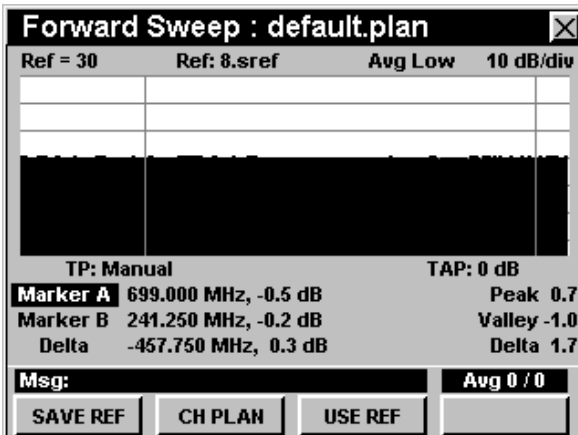 Forward Sweep : default.plan
Ref = 30 Ref: 8.sref Avg Low 10 dB/div
TP: Manual TAP: 0 dB
Marker A 699.000 MHz, -0.5 dB Peak 0.7
Marker B 241.250 MHz, -0.2 dB Valley -1.0
Delta -457.750 MHz, 0.3 dB Delta 1.7
Msg: Avg 0 / 0
SAVE REF CH PLAN USE REF